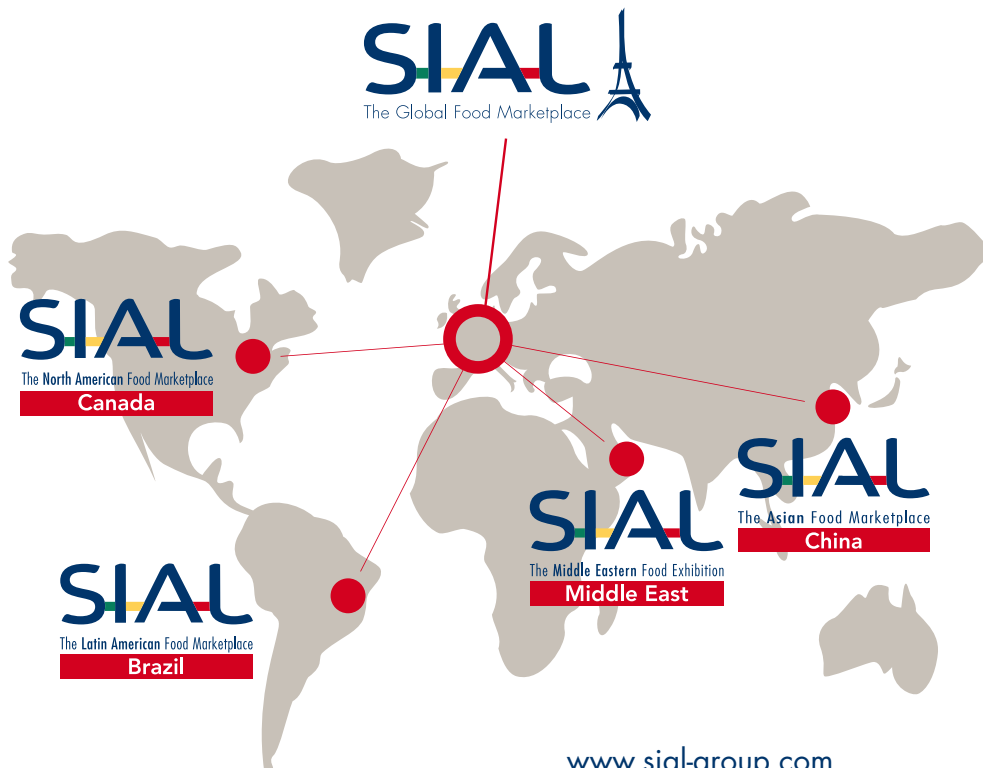 SIAL
The Global Food Marketplace
SIAL
The North American Food Marketplace
Canada
SIAL
The Asian Food Marketplace
China
SIAL
The Middle Eastern Food Exhibition
Middle East
SIAL
The Latin American Food Marketplace
Brazil
www.sial-group.com